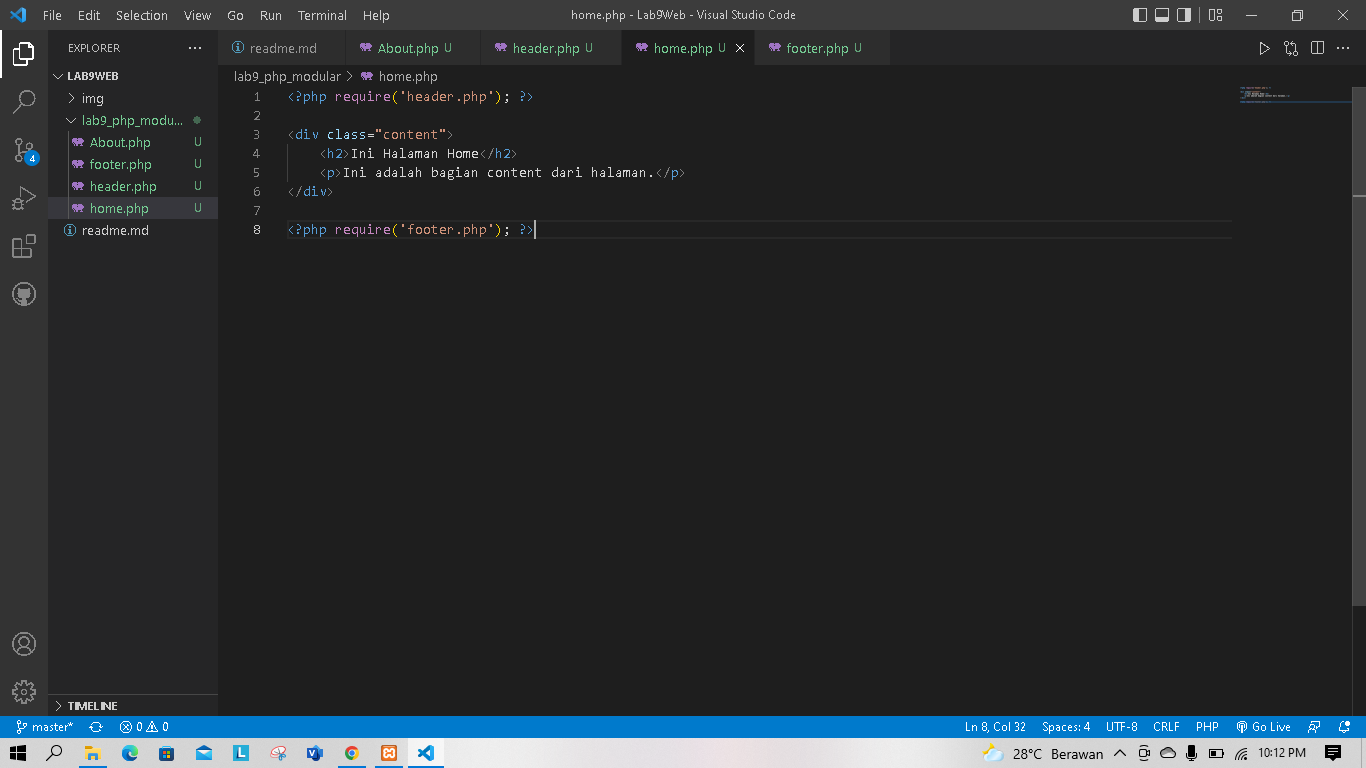 File Edit Selection View Go Run Terminal Help home.php - Lab9Web - Visual Studio Code
EXPLORER
LAB9WEB
img
lab9_php_modu...
About.php U
footer.php U
header.php U
home.php U
readme.md
TIMELINE
4
readme.md About.php U header.php U home.php U footer.php U
lab9_php_modular > home.php
1 <?php require('header.php'); ?>
2
3 <div class="content">
4 <h2>Ini Halaman Home</h2>
5 <p>Ini adalah bagian content dari halaman.</p>
6 </div>
7
8 <?php require('footer.php'); ?>
master* 0 0 Ln 8, Col 32 Spaces: 4 UTF-8 CRLF PHP Go Live
L 28°C Berawan 10:12 PM